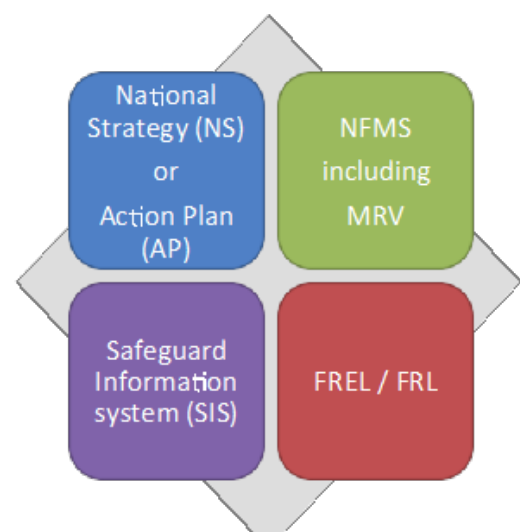 National
Strategy (NS)
or
Action Plan
(AP)
NFMS
including
MRV
Safeguard
Information
system (SIS)
FREL / FRL